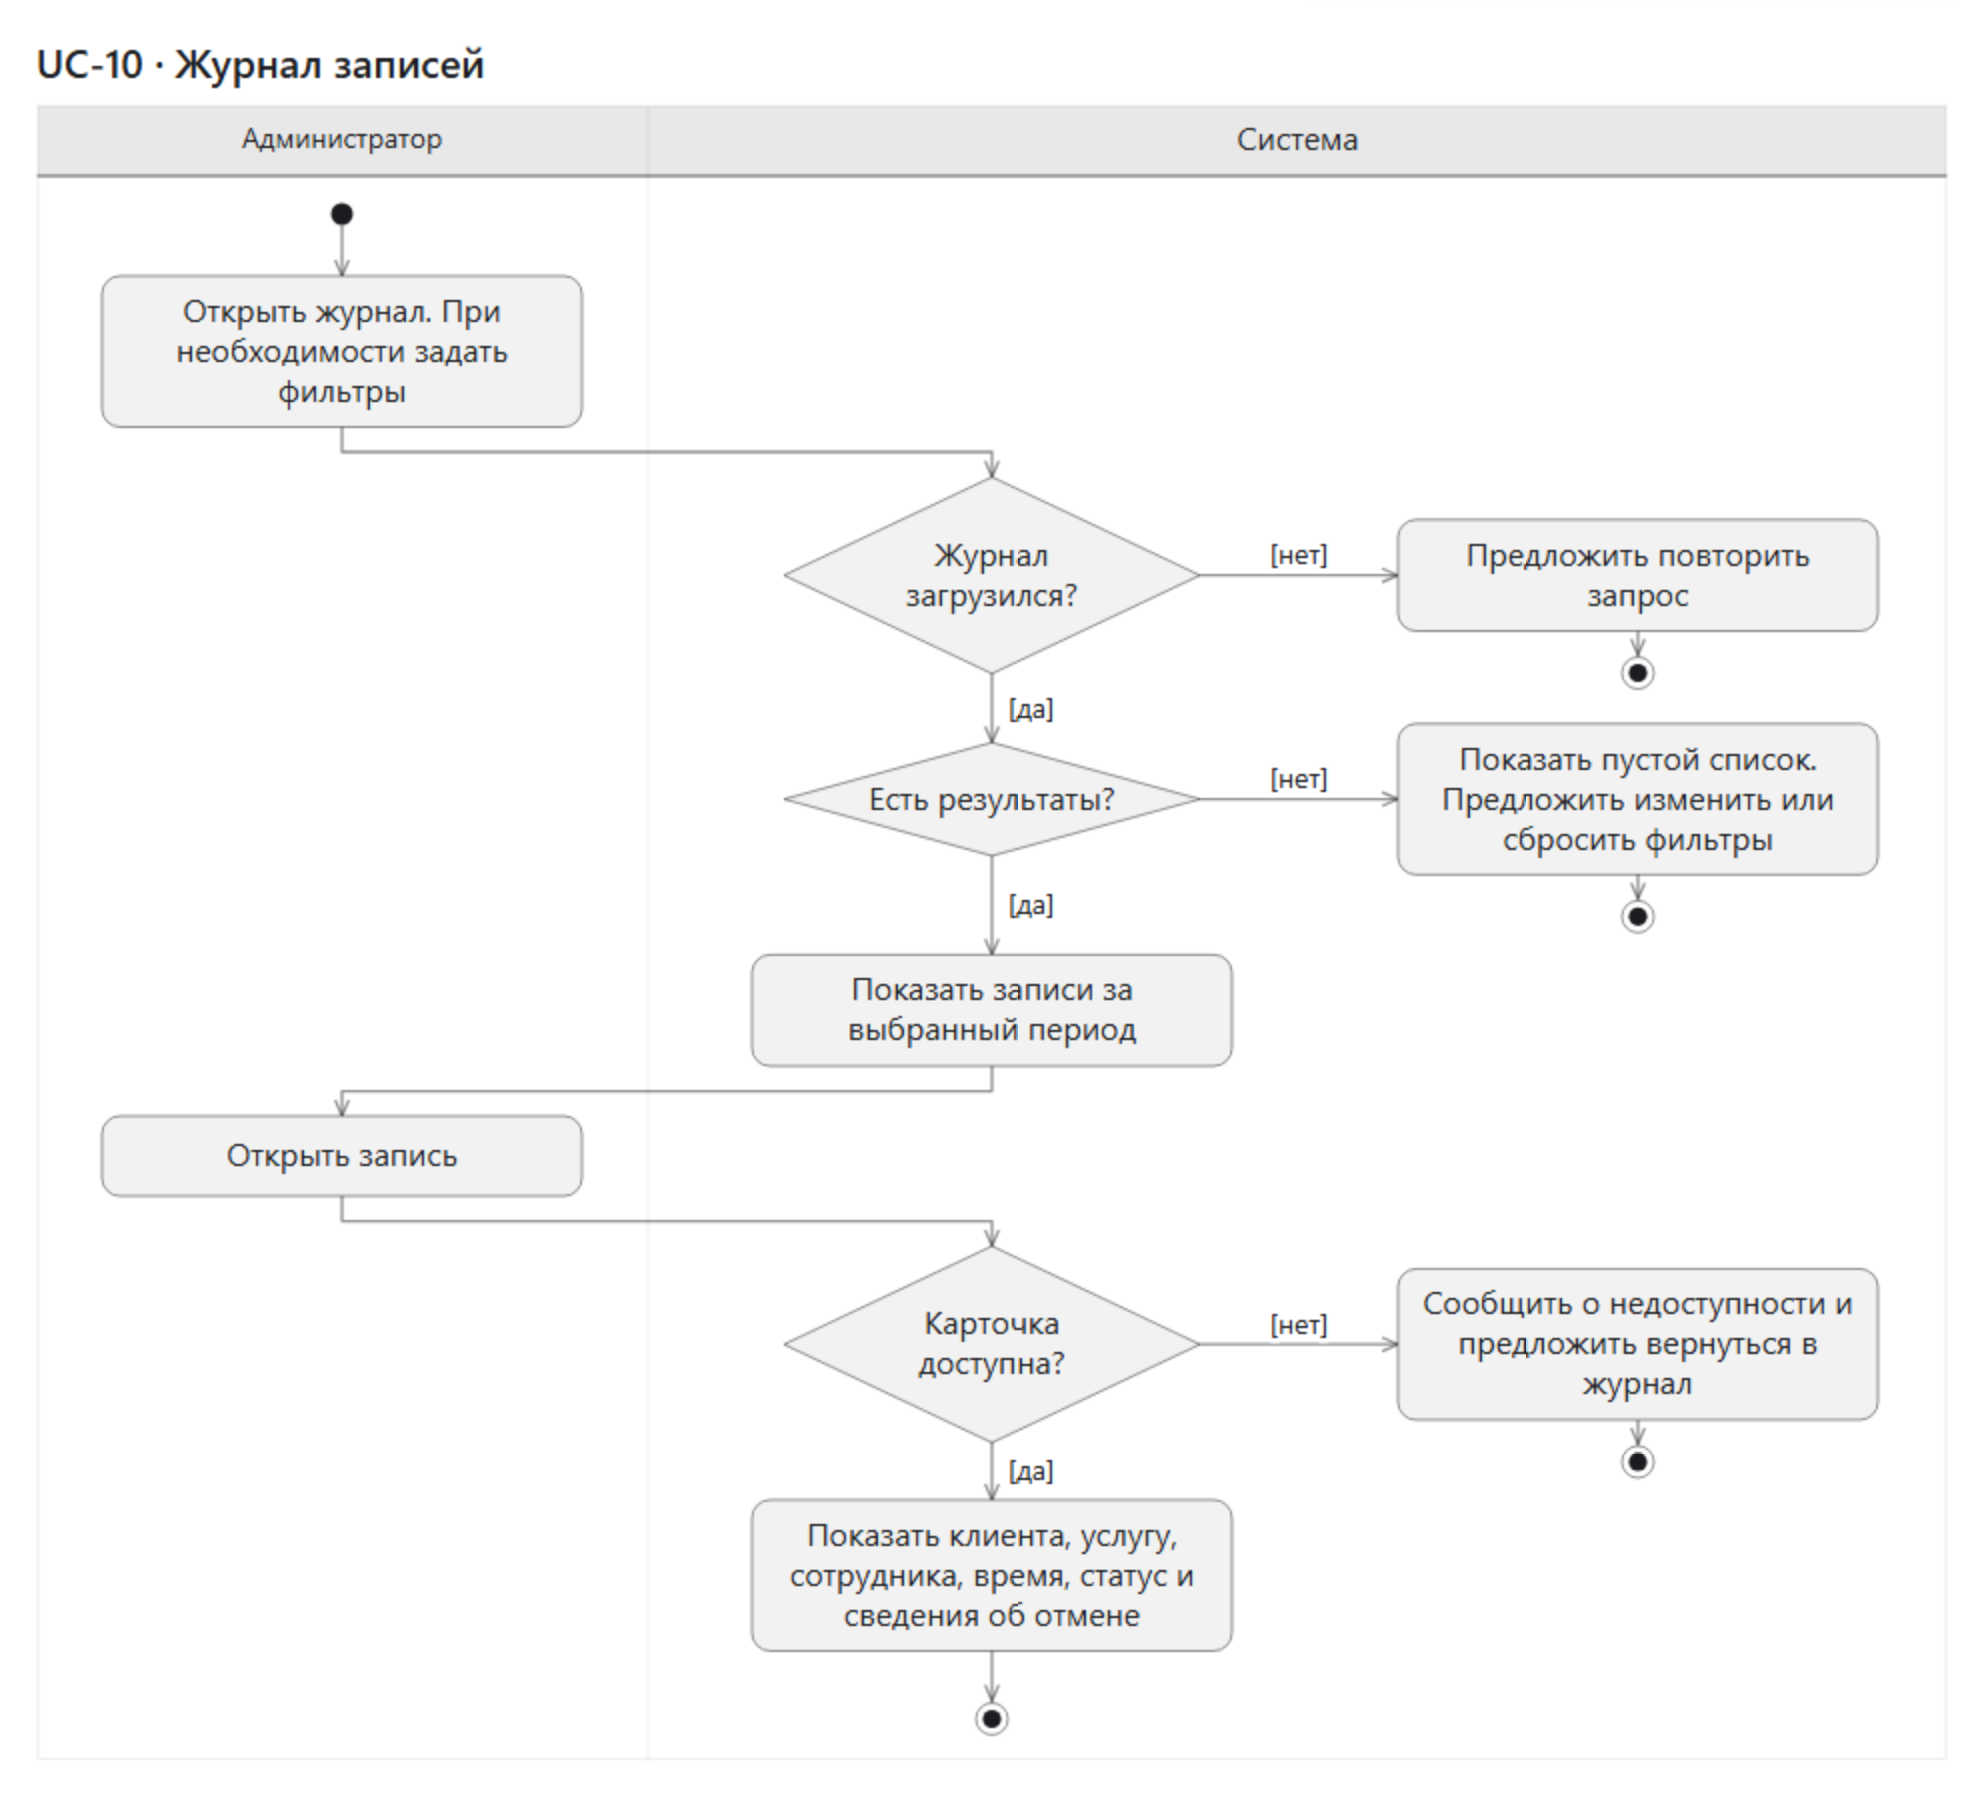 UC-10 · Журнал записей
Администратор
Система
Открыть журнал. При
необходимости задать
фильтры
Журнал
загрузился?
[нет]
Предложить повторить
запрос
[да]
Есть результаты?
[нет]
Показать пустой список.
Предложить изменить или
сбросить фильтры
[да]
Показать записи за
выбранный период
Открыть запись
Карточка
доступна?
[нет]
Сообщить о недоступности и
предложить вернуться в
журнал
[да]
Показать клиента, услугу,
сотрудника, время, статус и
сведения об отмене